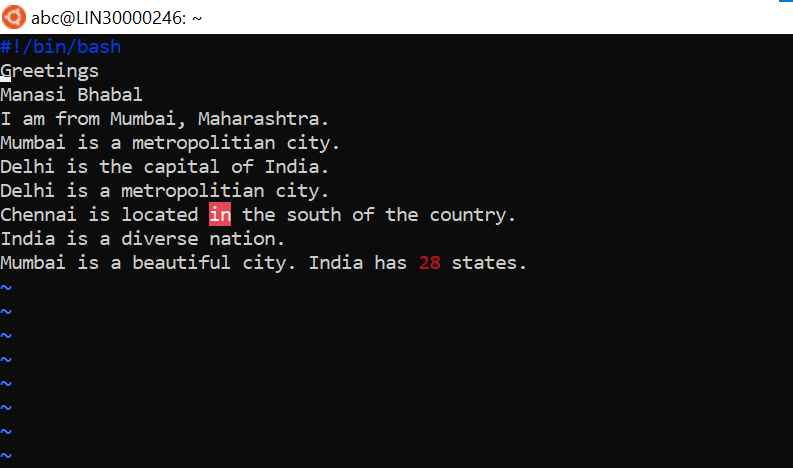 abc@LIN30000246: ~
#!/bin/bash
Greetings
Manasi Bhabal
I am from Mumbai, Maharashtra.
Mumbai is a metropolitian city.
Delhi is the capital of India.
Delhi is a metropolitian city.
Chennai is located in the south of the country.
India is a diverse nation.
Mumbai is a beautiful city. India has 28 states.
~
~
~
~
~
~
~
~